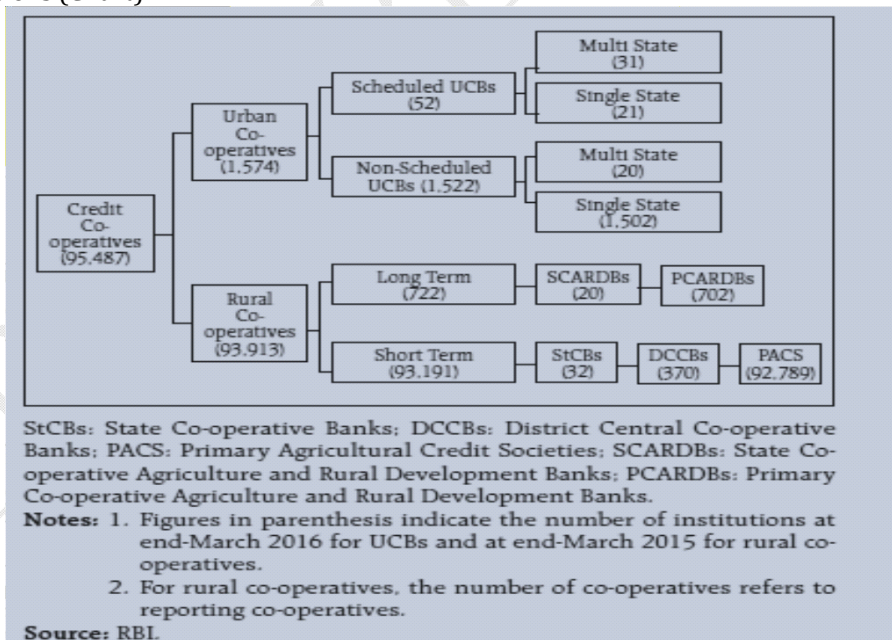 Credit
Co-
operatives
(95,487)
Urban
Co-
operatives
(1,574)
Scheduled UCBs
(52)
Multi State
(31)
Single State
(21)
Non-Scheduled
UCBs (1,522)
Multi State
(20)
Single State
(1,502)
Rural
Co-
operatives
(93,913)
Long Term
(722)
SCARDBs
(20)
PCARDBs
(702)
Short Term
(93,191)
StCBs
(32)
DCCBs
(370)
PACS
(92,789)
StCBs: State Co-operative Banks; DCCBs: District Central Co-operative
Banks; PACS: Primary Agricultural Credit Societies; SCARDBs: State Co-
operative Agriculture and Rural Development Banks; PCARDBs: Primary
Co-operative Agriculture and Rural Development Banks.
Notes: 1. Figures in parenthesis indicate the number of institutions at
end-March 2016 for UCBs and at end-March 2015 for rural co-
operatives.
2. For rural co-operatives, the number of co-operatives refers to
reporting co-operatives.
Source: RBI.